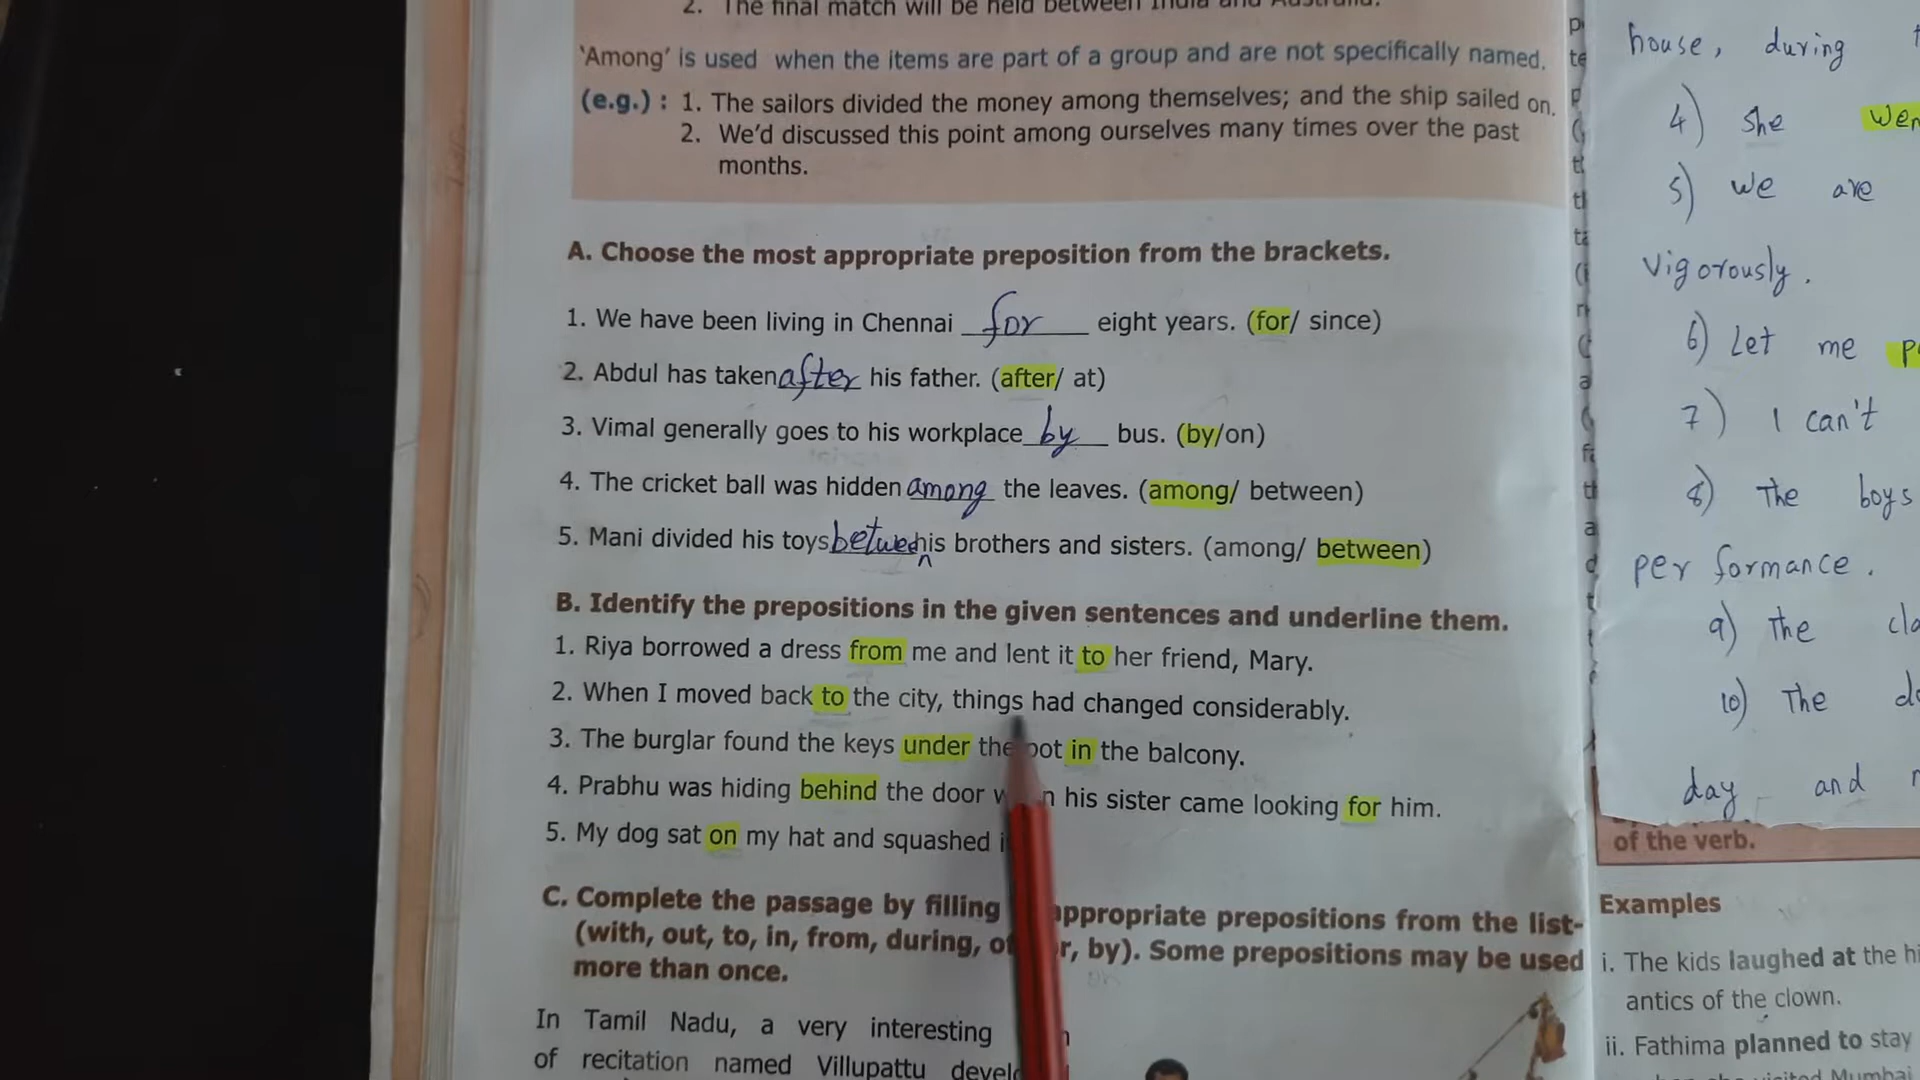 2. The final match will be held between India and Australia.
‘Among’ is used when the items are part of a group and are not specifically named.
(e.g.) : 1. The sailors divided the money among themselves; and the ship sailed on.
2. We’d discussed this point among ourselves many times over the past
months.
A. Choose the most appropriate preposition from the brackets.
1. We have been living in Chennai for eight years. (for/ since)
2. Abdul has taken after his father. (after/ at)
3. Vimal generally goes to his workplace by bus. (by/on)
4. The cricket ball was hidden among the leaves. (among/ between)
5. Mani divided his toys between his brothers and sisters. (among/ between)
B. Identify the prepositions in the given sentences and underline them.
1. Riya borrowed a dress from me and lent it to her friend, Mary.
2. When I moved back to the city, things had changed considerably.
3. The burglar found the keys under the pot in the balcony.
4. Prabhu was hiding behind the door his sister came looking for him.
5. My dog sat on my hat and squashed
C. Complete the passage by filling appropriate prepositions from the list-
(with, out, to, in, from, during, by). Some prepositions may be used
more than once.
In Tamil Nadu, a very interesting
of recitation named Villupattu
house, during
4) She
5) We are
vigorously.
6) Let me
7) I can't
8) The boys
performance.
9) The
10) The
day and
of the verb.
Examples
i. The kids laughed at the
antics of the clown.
ii. Fathima planned to stay
visited Mumbai